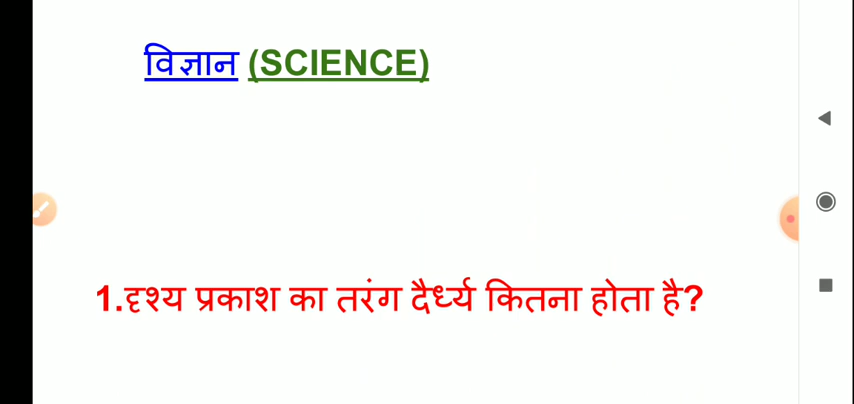 विज्ञान (SCIENCE)
1.दृश्य प्रकाश का तरंग दैर्ध्य कितना होता है?